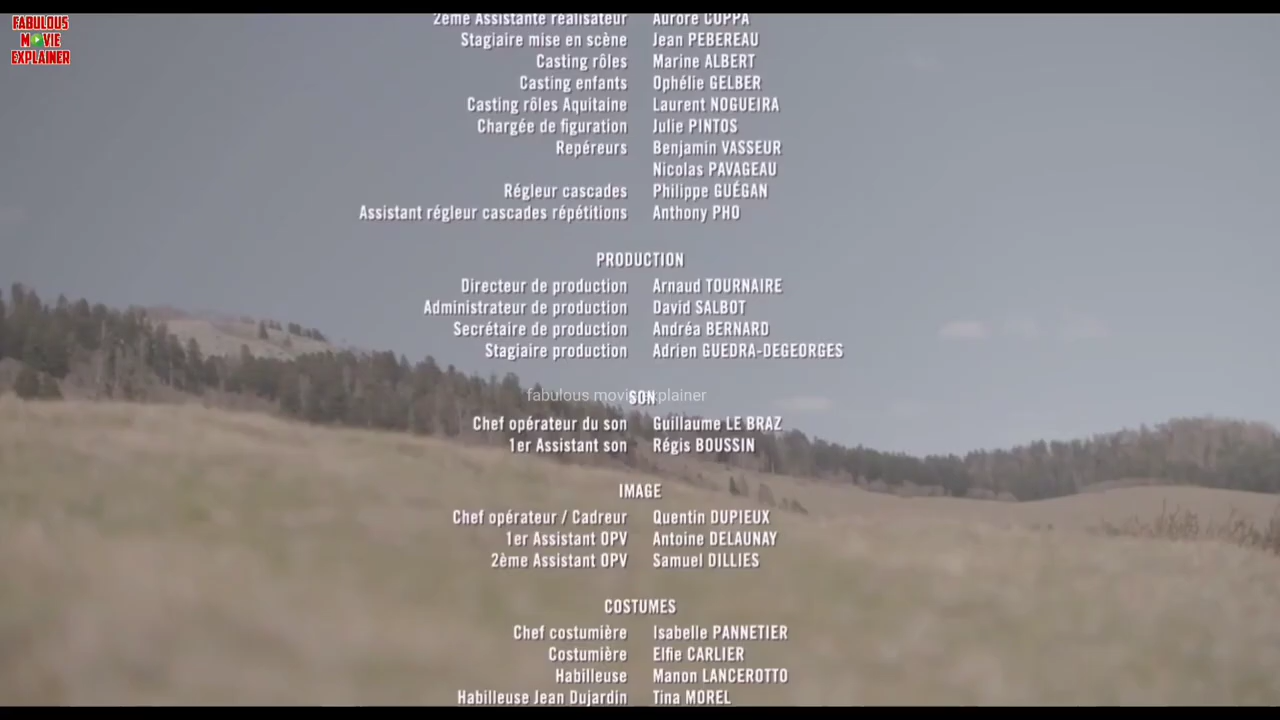 FABULOUS
MOVIE
EXPLAINER
2ème Assistante réalisateur Aurore COPPA
Stagiaire mise en scène Jean PEBEREAU
Casting rôles Marine ALBERT
Casting enfants Ophélie GELBER
Casting rôles Aquitaine Laurent NOGUEIRA
Chargée de figuration Julie PINTOS
Repéreurs Benjamin VASSEUR
Nicolas PAVAGEAU
Régleur cascades Philippe GUÉGAN
Assistant régleur cascades répétitions Anthony PHO
PRODUCTION
Directeur de production Arnaud TOURNAIRE
Administrateur de production David SALBOT
Secrétaire de production Andréa BERNARD
Stagiaire production Adrien GUEDRA-DEGEORGES
fabulous movie explainer
SON
Chef opérateur du son Guillaume LE BRAZ
1er Assistant son Régis BOUSSIN
IMAGE
Chef opérateur / Cadreur Quentin DUPIEUX
1er Assistant OPV Antoine DELAUNAY
2ème Assistant OPV Samuel DILLIES
COSTUMES
Chef costumière Isabelle PANNETIER
Costumière Elfie CARLIER
Habilleuse Manon LANCEROTTO
Habilleuse Jean Dujardin Tina MOREL